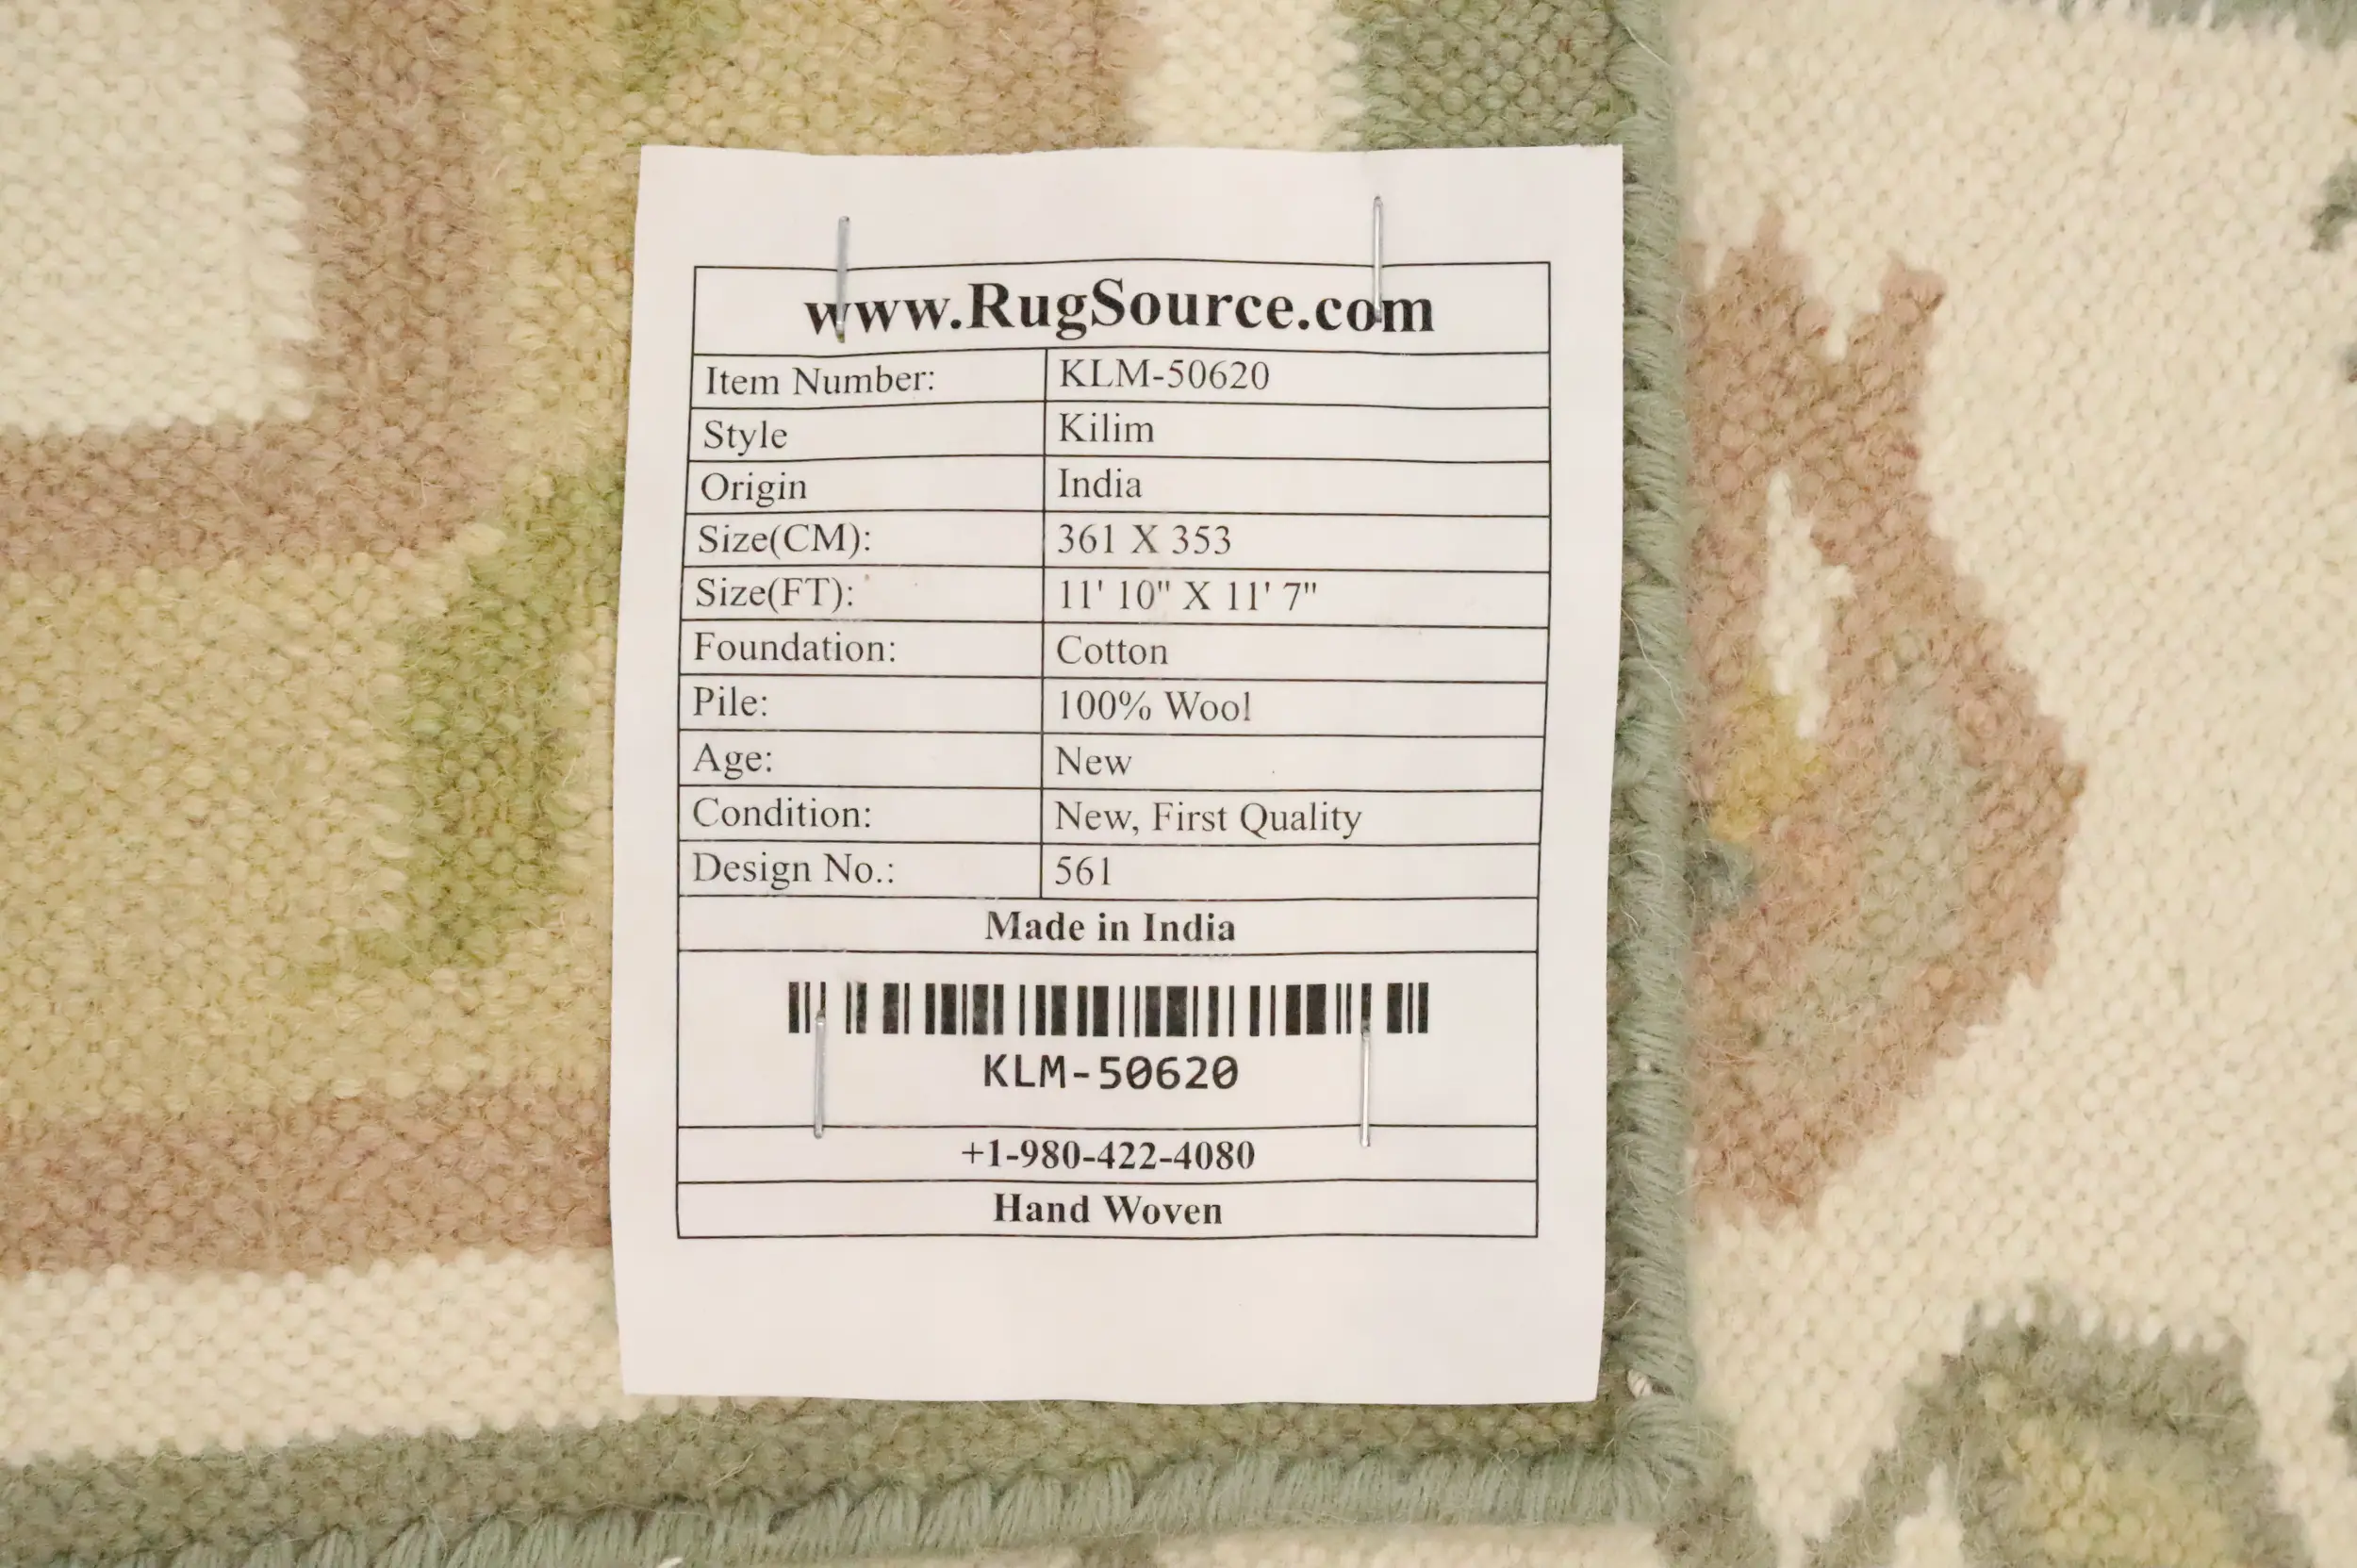 www.RugSource.com
Item Number: KLM-50620
Style Kilim
Origin India
Size(CM): 361 X 353
Size(FT): 11' 10" X 11' 7"
Foundation: Cotton
Pile: 100% Wool
Age: New
Condition: New, First Quality
Design No.: 561
Made in India
KLM-50620
+1-980-422-4080
Hand Woven